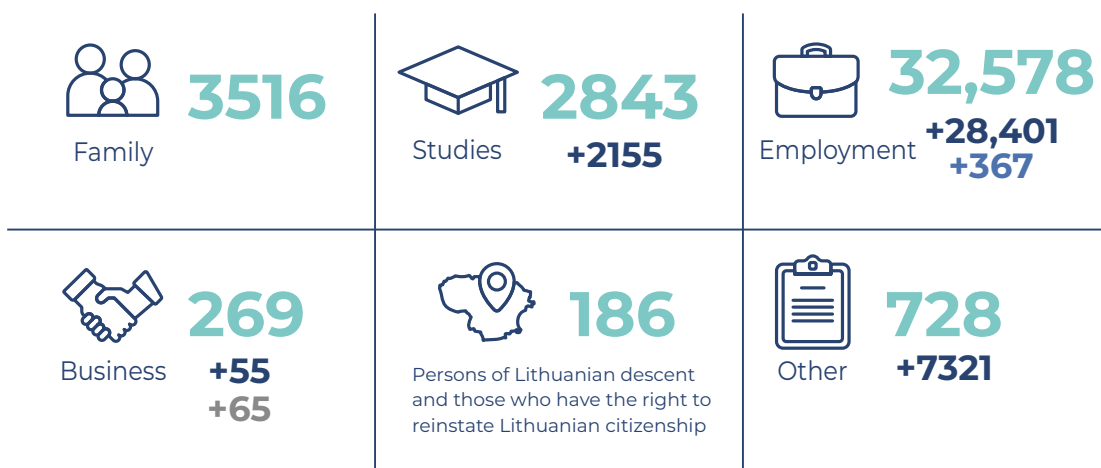 3516
Family
2843
+2155
Studies
32,578
+28,401
+367
Employment
269
+55
+65
Business
186
Persons of Lithuanian descent
and those who have the right to
reinstate Lithuanian citizenship
728
+7321
Other